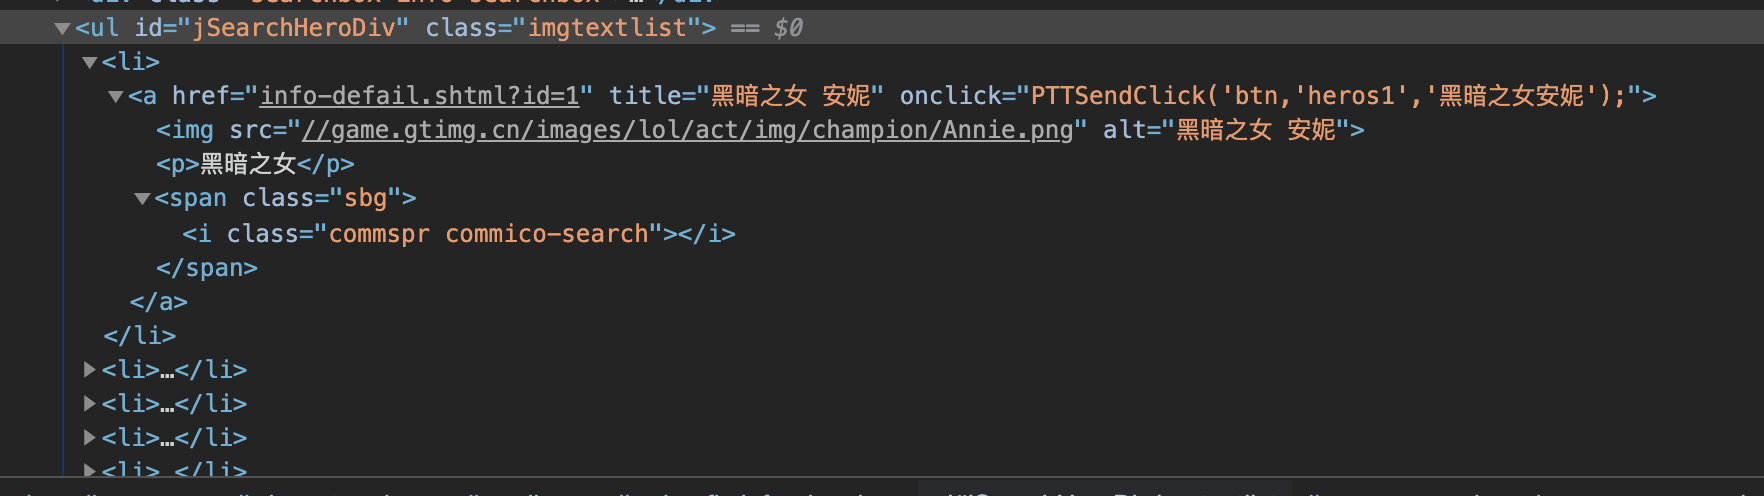 <ul id="jSearchHeroDiv" class="imgtextlist"> == $0
<li>
<a href="info-defail.shtml?id=1" title="黑暗之女 安妮" onclick="PTTSendClick('btn,'heros1','黑暗之女安妮');">
<img src="//game.gtimg.cn/images/lol/act/img/champion/Annie.png" alt="黑暗之女 安妮">
<p>黑暗之女</p>
<span class="sbg">
<i class="commspr commico-search"></i>
</span>
</a>
</li>
<li>…</li>
<li>…</li>
<li>…</li>
<li>…</li>